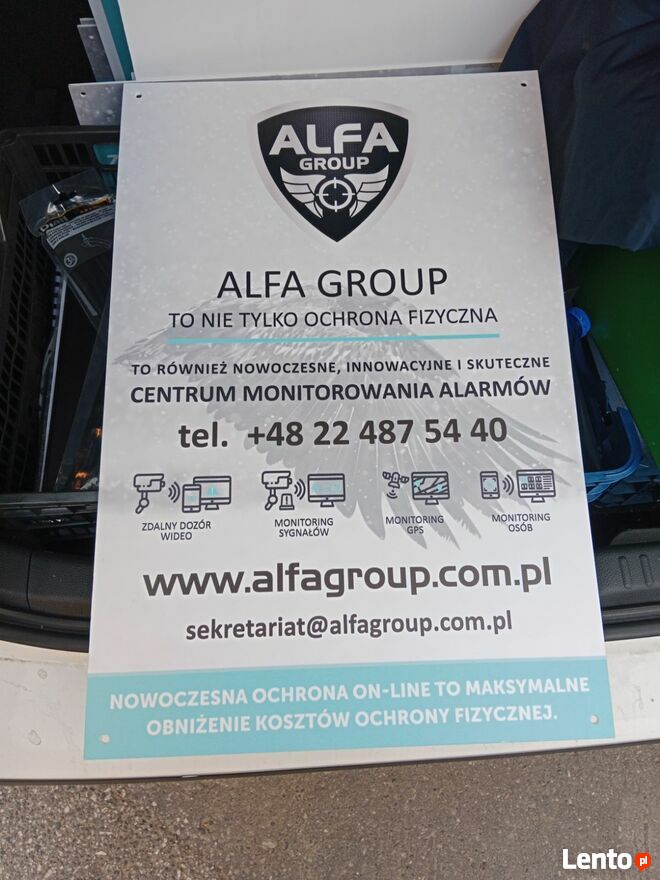 ALFA
GROUP
ALFA GROUP
TO NIE TYLKO OCHRONA FIZYCZNA
TO RÓWNIEŻ NOWOCZESNE, INNOWACYJNE I SKUTECZNE
CENTRUM MONITOROWANIA ALARMÓW
tel. +48 22 487 54 40
ZDALNY DOZÓR
WIDEO
MONITORING
SYGNAŁÓW
MONITORING
GPS
MONITORING
OSÓB
www.alfagroup.com.pl
sekretariat@alfagroup.com.pl
NOWOCZESNA OCHRONA ON-LINE TO MAKSYMALNE
OBNIŻENIE KOSZTÓW OCHRONY FIZYCZNEJ.
Lento.pl